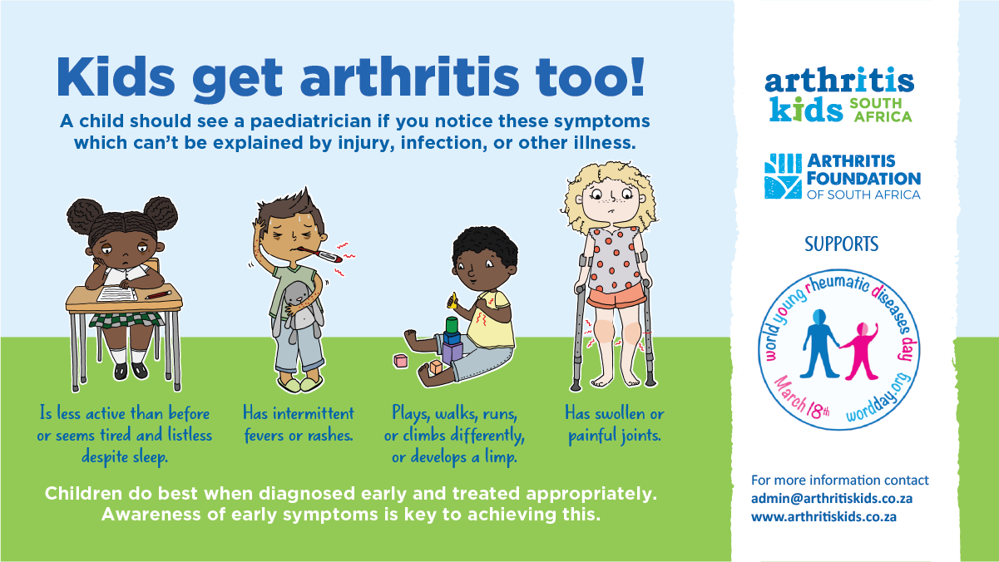 Kids get arthritis too!
A child should see a paediatrician if you notice these symptoms
which can't be explained by injury, infection, or other illness.
Is less active than before
or seems tired and listless
despite sleep.
Has intermittent
fevers or rashes.
Plays, walks, runs,
or climbs differently,
or develops a limp.
Has swollen or
painful joints.
Children do best when diagnosed early and treated appropriately.
Awareness of early symptoms is key to achieving this.
arthritis
kids SOUTH
AFRICA
ARTHRITIS
FOUNDATION
OF SOUTH AFRICA
SUPPORTS
world young rheumatic diseases day
March 18th wordday.org
For more information contact
admin@arthritiskids.co.za
www.arthritiskids.co.za